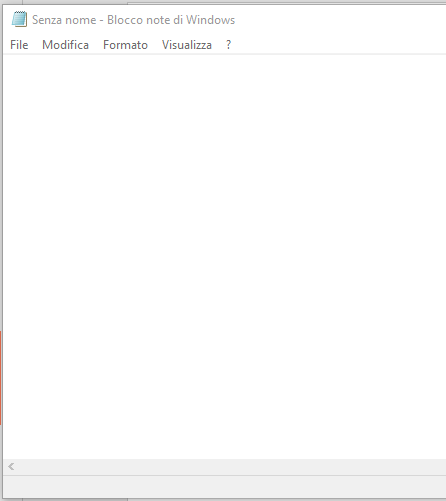 Senza nome - Blocco note di Windows
File Modifica Formato Visualizza ?